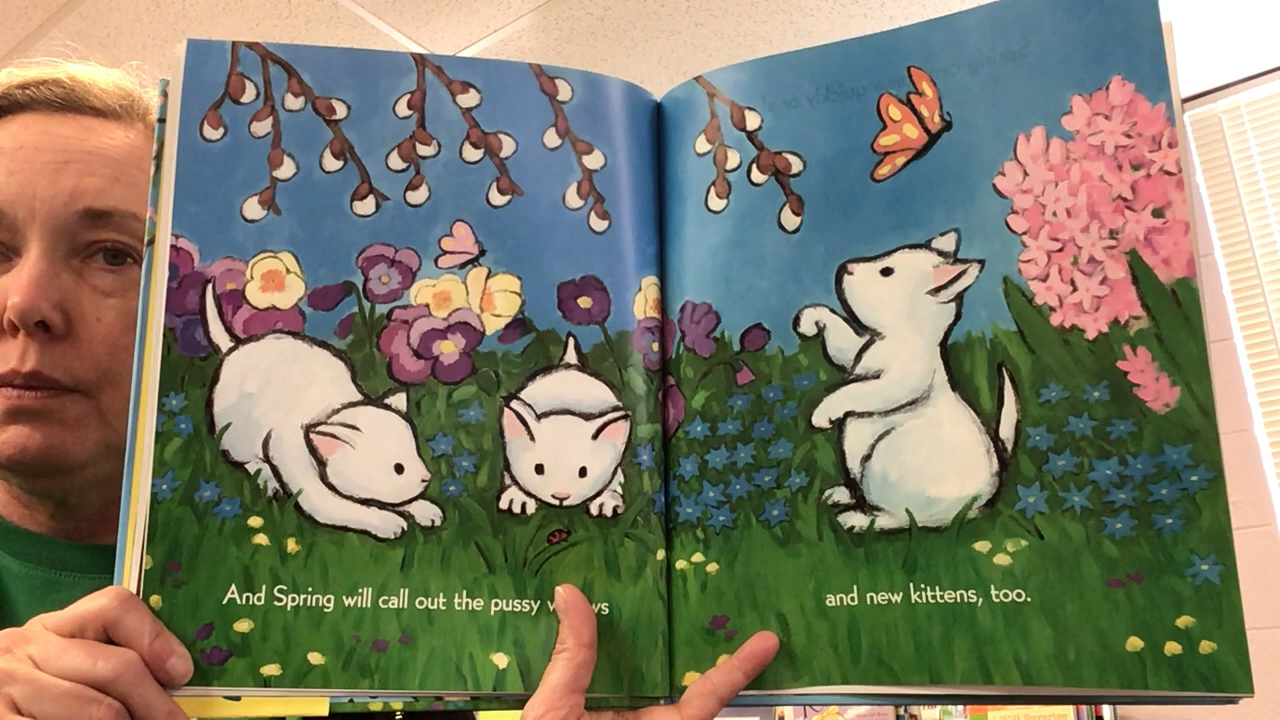 And Spring will call out the pussy
and new kittens, too.